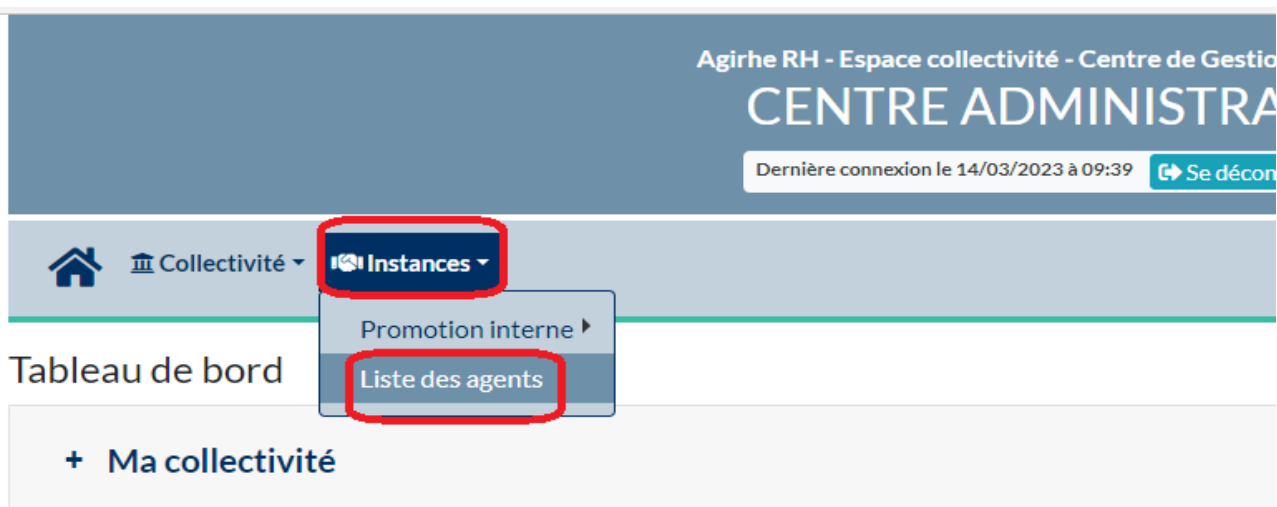 Agirhe RH - Espace collectivité - Centre de Gestio
CENTRE ADMINISTRA
Dernière connexion le 14/03/2023 à 09:39 Se décon
Collectivité Instances
Promotion interne
Liste des agents
Tableau de bord
+ Ma collectivité